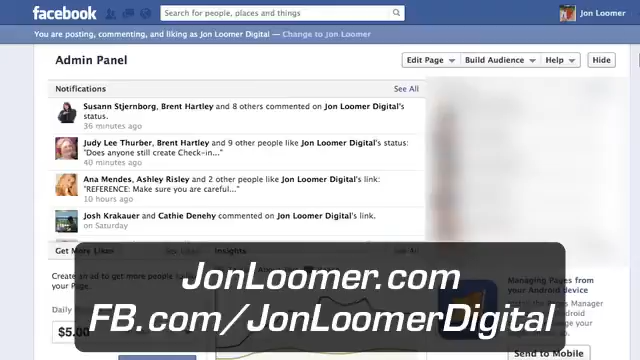 facebook
Search for people, places and things
Jon Loomer
You are posting, commenting, and liking as Jon Loomer Digital — Change to Jon Loomer
Admin Panel
Edit Page
Build Audience
Help
Hide
Notifications
See All
Susann Stjernborg, Brent Hartley and 8 others commented on Jon Loomer Digital's
status.
36 minutes ago
Judy Lee Thurber, Brent Hartley and 9 other people like Jon Loomer Digital's status:
"Does anyone still create Check-in..."
40 minutes ago
Ana Mendes, Ashley Risley and 2 other people like Jon Loomer Digital's link:
"REFERENCE: Make sure you are careful..."
10 hours ago
Josh Krakauer and Cathie Denehy commented on Jon Loomer Digital's link.
on Saturday
Get More Likes
See Likes
Insights
See All
Create an ad to get more people
your Page.
Daily
$5.00
JonLoomer.com
FB.com/JonLoomerDigital
Managing Pages from
your Android device
Manager
Send to Mobile